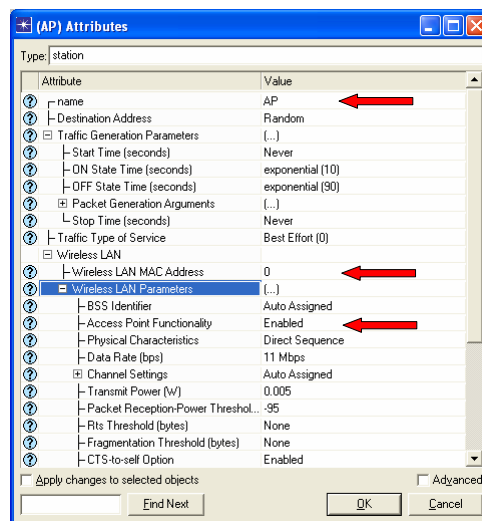 (AP) Attributes
Type: station
Attribute Value
name AP
Destination Address Random
Traffic Generation Parameters (...)
Start Time (seconds) Never
ON State Time (seconds) exponential (10)
OFF State Time (seconds) exponential (90)
Packet Generation Arguments (...)
Stop Time (seconds) Never
Traffic Type of Service Best Effort (0)
Wireless LAN
Wireless LAN MAC Address 0
Wireless LAN Parameters (...)
BSS Identifier Auto Assigned
Access Point Functionality Enabled
Physical Characteristics Direct Sequence
Data Rate (bps) 11 Mbps
Channel Settings Auto Assigned
Transmit Power (W) 0.005
Packet Reception-Power Threshol... -95
Rts Threshold (bytes) None
Fragmentation Threshold (bytes) None
CTS-to-self Option Enabled
Apply changes to selected objects Advanced
Find Next OK Cancel